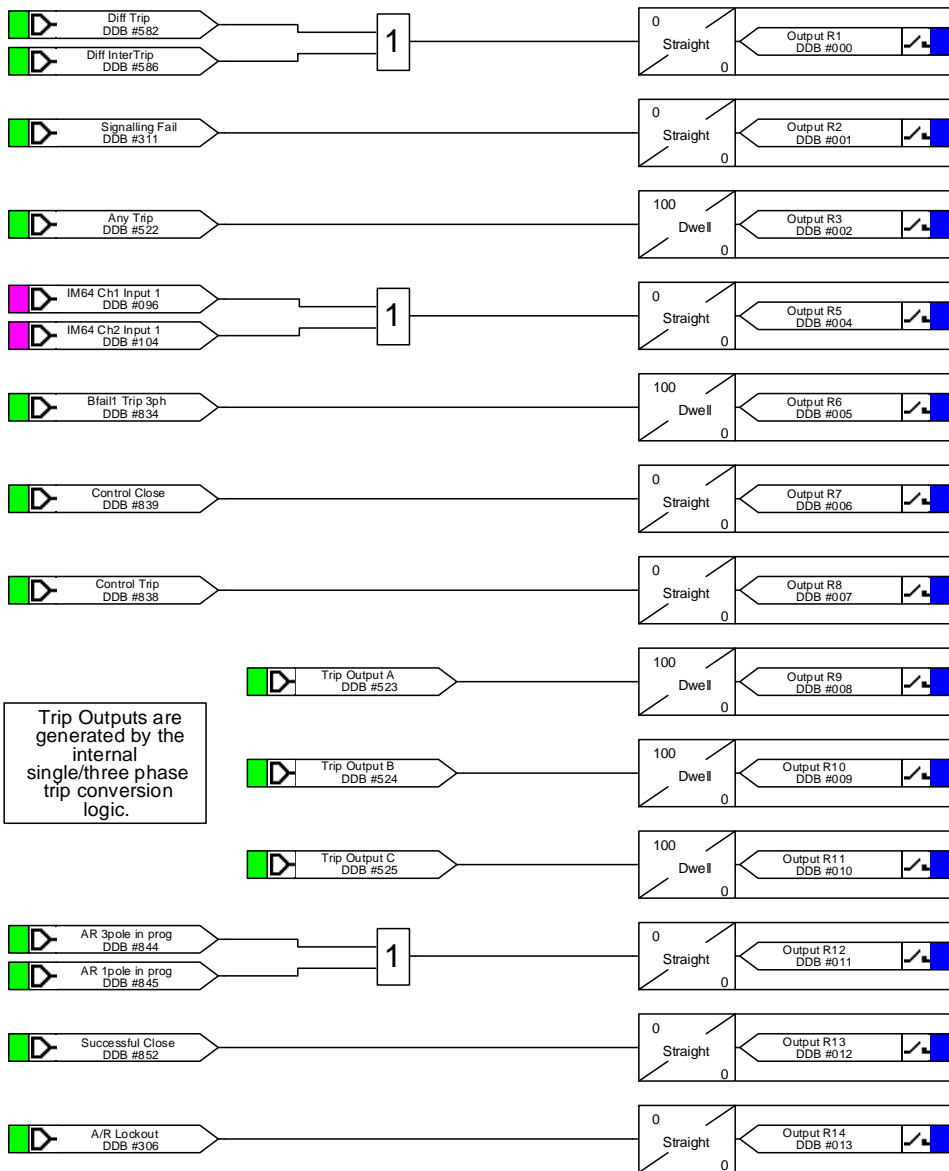 Diff Trip
DDB #582
Diff InterTrip
DDB #586
1
0
Straight
0
Output R1
DDB #000
Signalling Fail
DDB #311
0
Straight
0
Output R2
DDB #001
Any Trip
DDB #522
100
Dwell
0
Output R3
DDB #002
IM64 Ch1 Input 1
DDB #096
IM64 Ch2 Input 1
DDB #104
1
0
Straight
0
Output R5
DDB #004
Bfail1 Trip 3ph
DDB #834
100
Dwell
0
Output R6
DDB #005
Control Close
DDB #839
0
Straight
0
Output R7
DDB #006
Control Trip
DDB #838
0
Straight
0
Output R8
DDB #007
Trip Output A
DDB #523
100
Dwell
0
Output R9
DDB #008
Trip Outputs are
generated by the
internal
single/three phase
trip conversion
logic.
Trip Output B
DDB #524
100
Dwell
0
Output R10
DDB #009
Trip Output C
DDB #525
100
Dwell
0
Output R11
DDB #010
AR 3pole in prog
DDB #844
AR 1pole in prog
DDB #845
1
0
Straight
0
Output R12
DDB #011
Successful Close
DDB #852
0
Straight
0
Output R13
DDB #012
A/R Lockout
DDB #306
0
Straight
0
Output R14
DDB #013